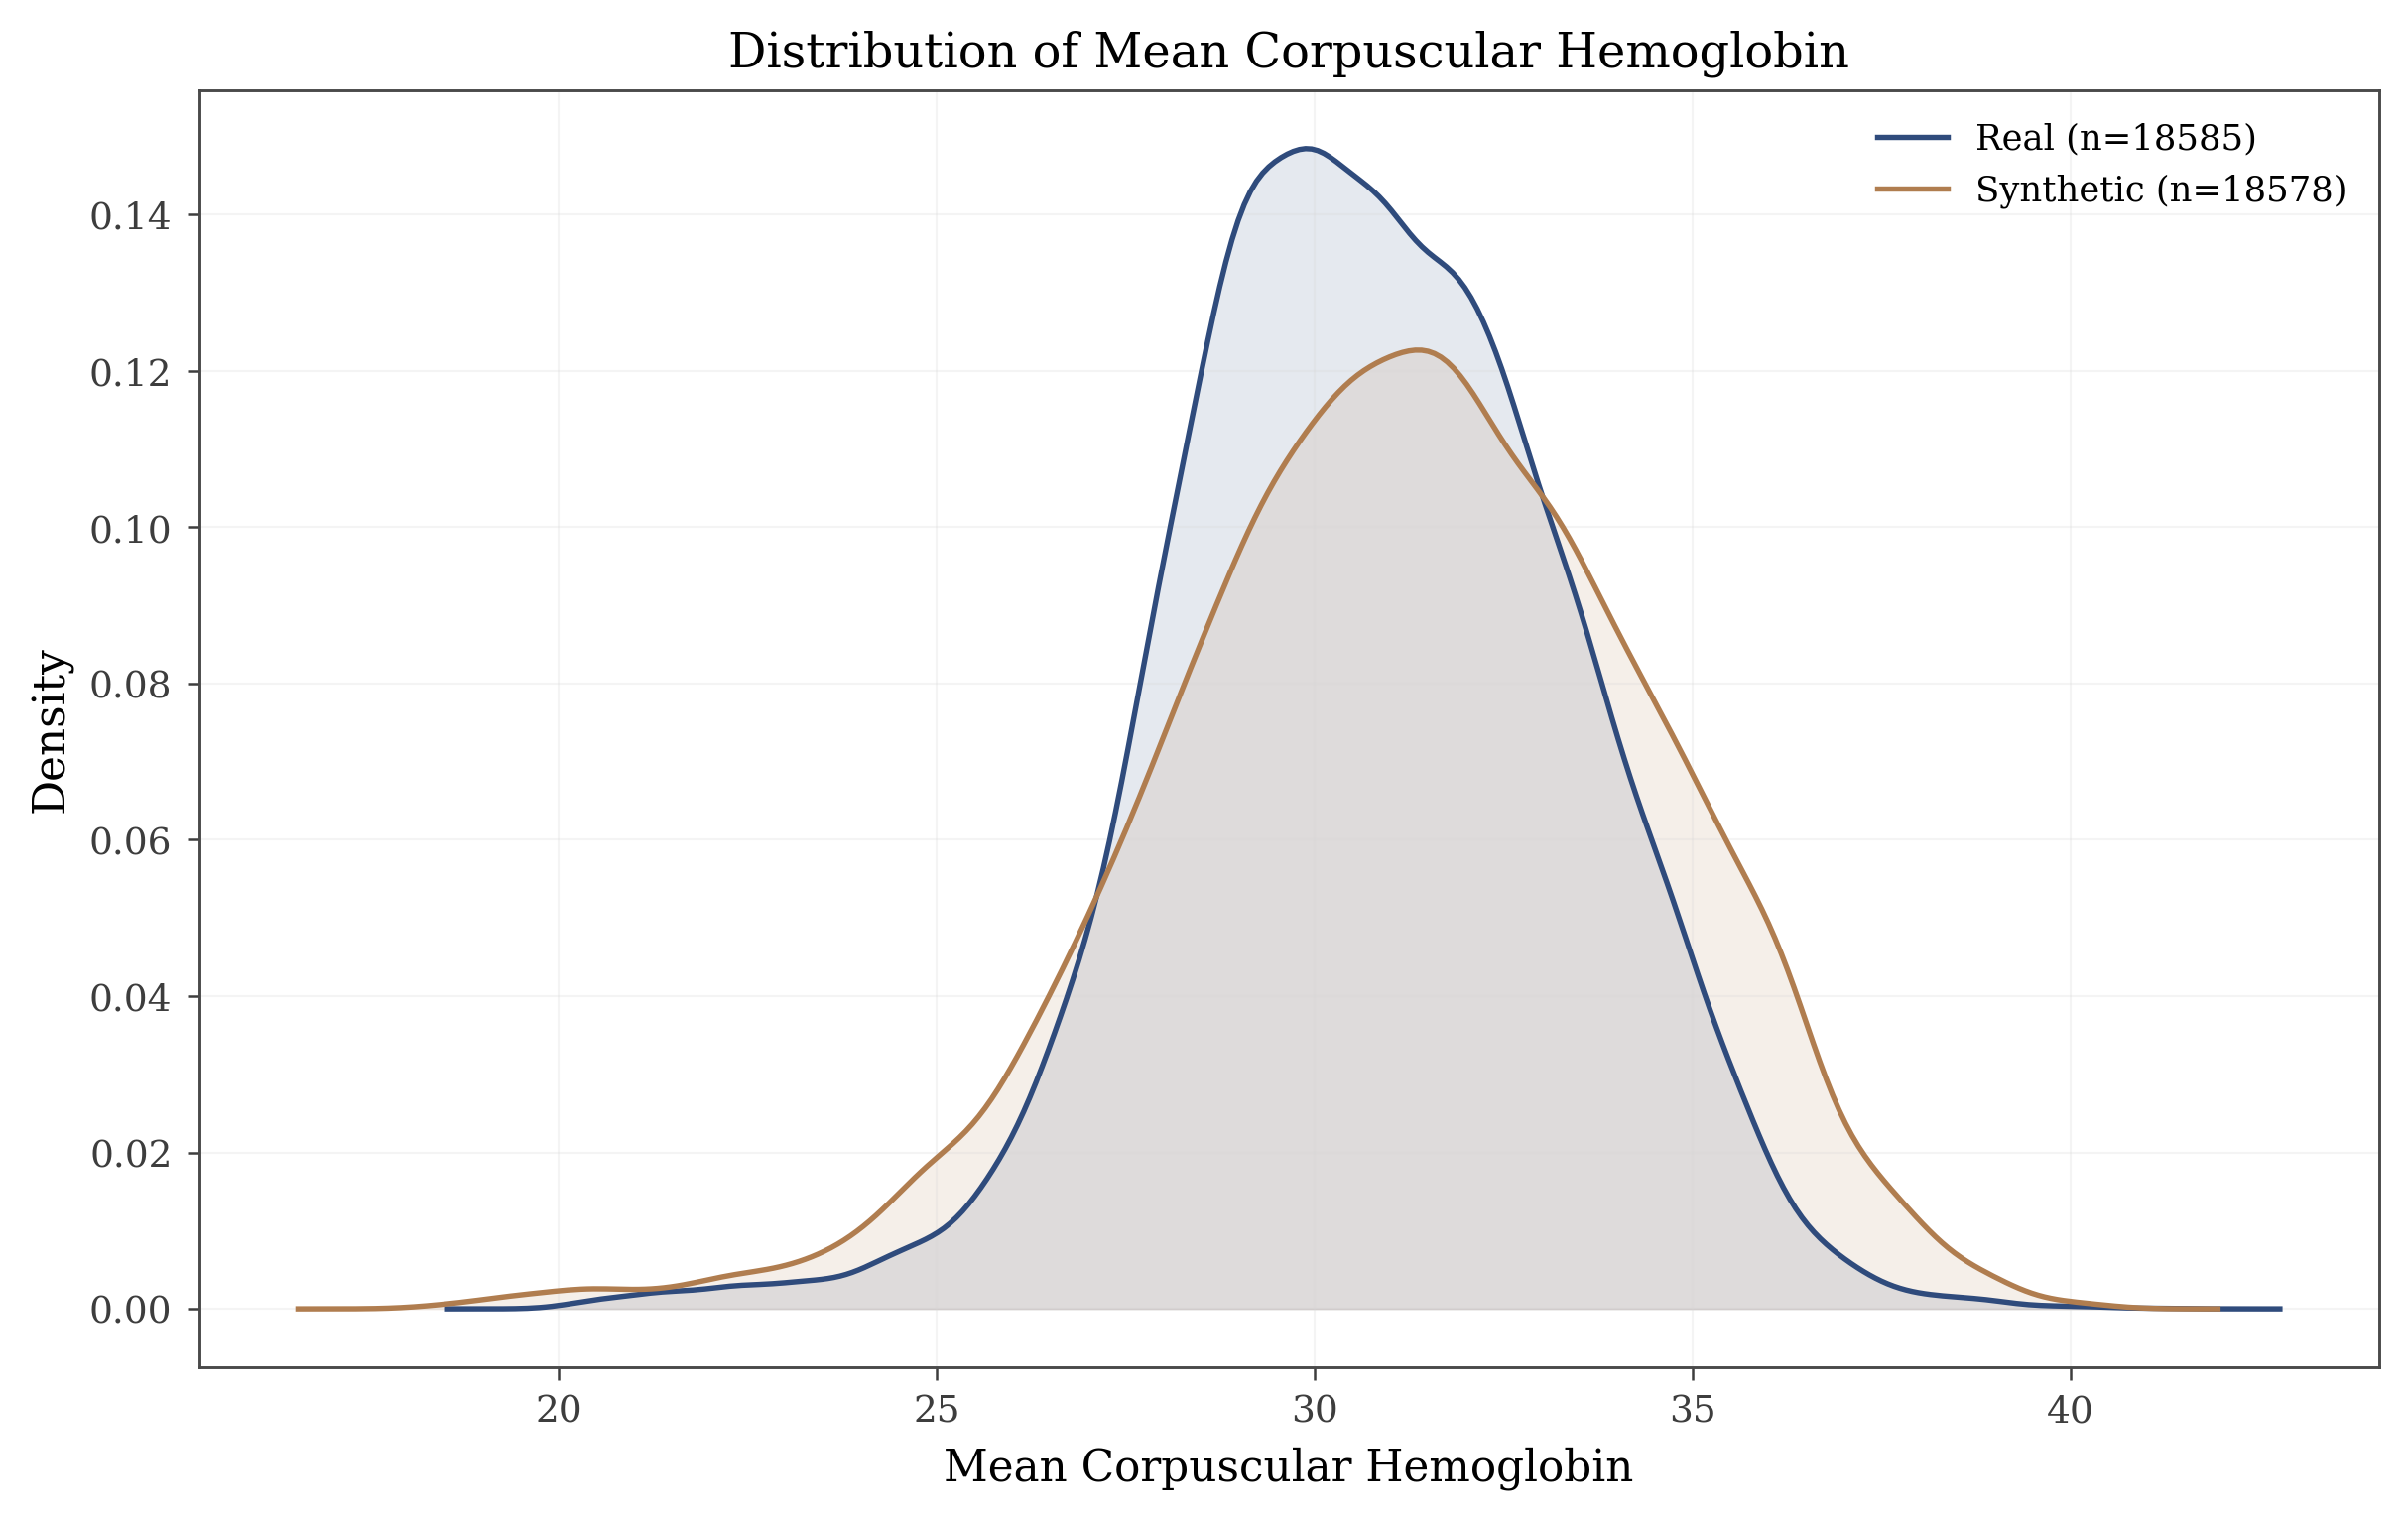 Distribution of Mean Corpuscular Hemoglobin
Real (n=18585)
Synthetic (n=18578)
Density
0.14
0.12
0.10
0.08
0.06
0.04
0.02
0.00
20 25 30 35 40
Mean Corpuscular Hemoglobin